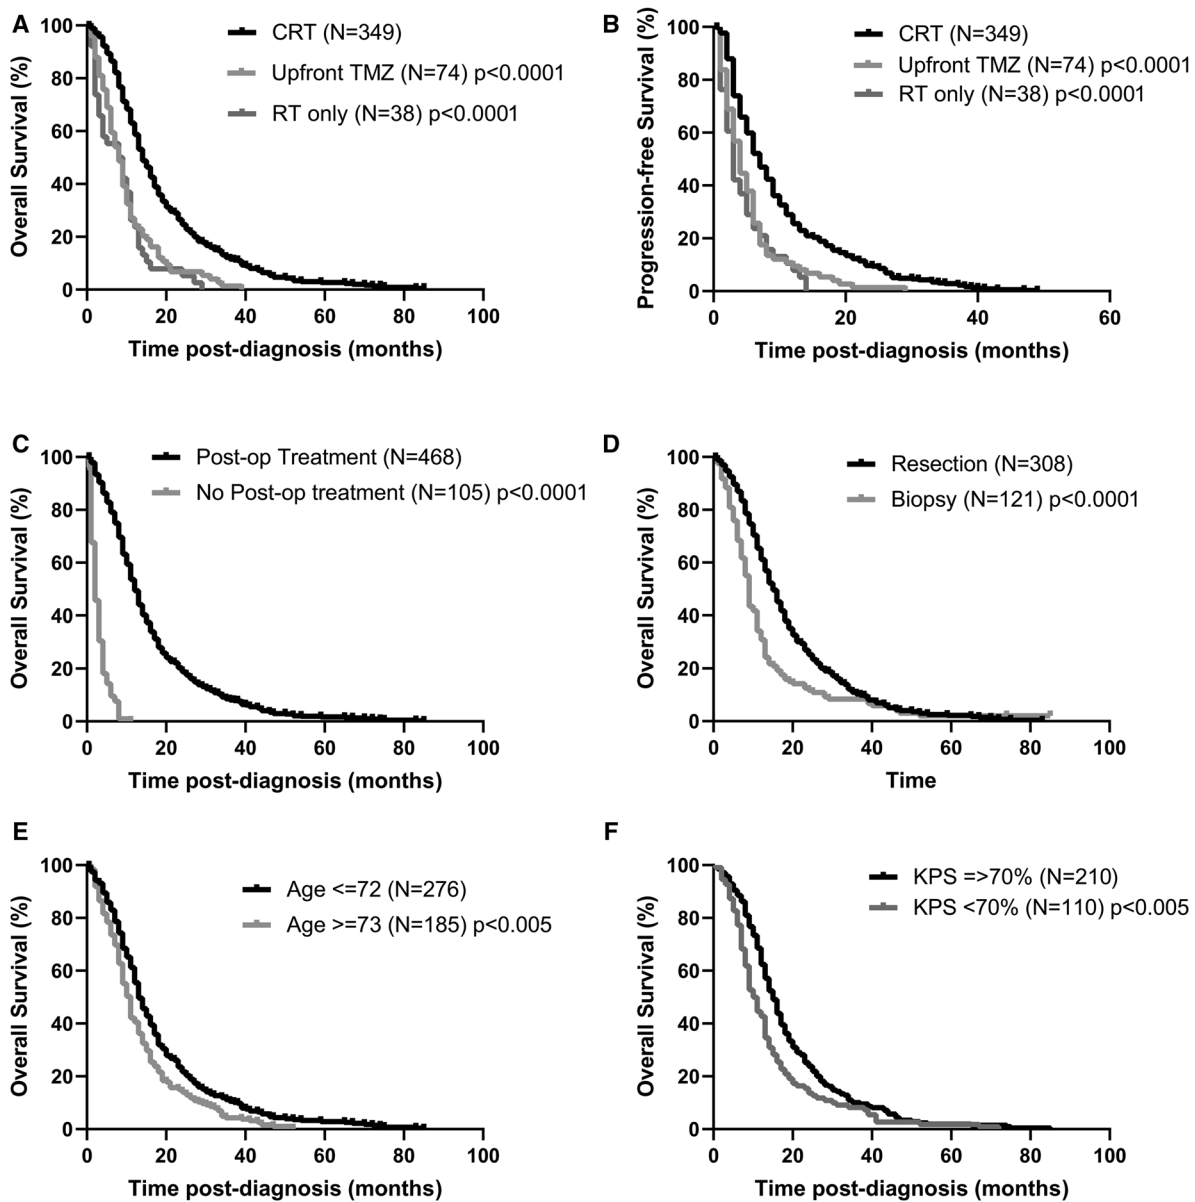 A
Overall Survival (%)
100
80
60
40
20
0
CRT (N=349)
Upfront TMZ (N=74) p<0.0001
RT only (N=38) p<0.0001
0 20 40 60 80 100
Time post-diagnosis (months)
B
Progression-free Survival (%)
100
80
60
40
20
0
CRT (N=349)
Upfront TMZ (N=74) p<0.0001
RT only (N=38) p<0.0001
0 20 40 60
Time post-diagnosis (months)
C
Overall Survival (%)
100
80
60
40
20
0
Post-op Treatment (N=468)
No Post-op treatment (N=105) p<0.0001
0 20 40 60 80 100
Time post-diagnosis (months)
D
Overall Survival (%)
100
80
60
40
20
0
Resection (N=308)
Biopsy (N=121) p<0.0001
0 20 40 60 80 100
Time
E
Overall Survival (%)
100
80
60
40
20
0
Age <=72 (N=276)
Age >=73 (N=185) p<0.005
0 20 40 60 80 100
Time post-diagnosis (months)
F
Overall Survival (%)
100
80
60
40
20
0
KPS =>70% (N=210)
KPS <70% (N=110) p<0.005
0 20 40 60 80 100
Time post-diagnosis (months)